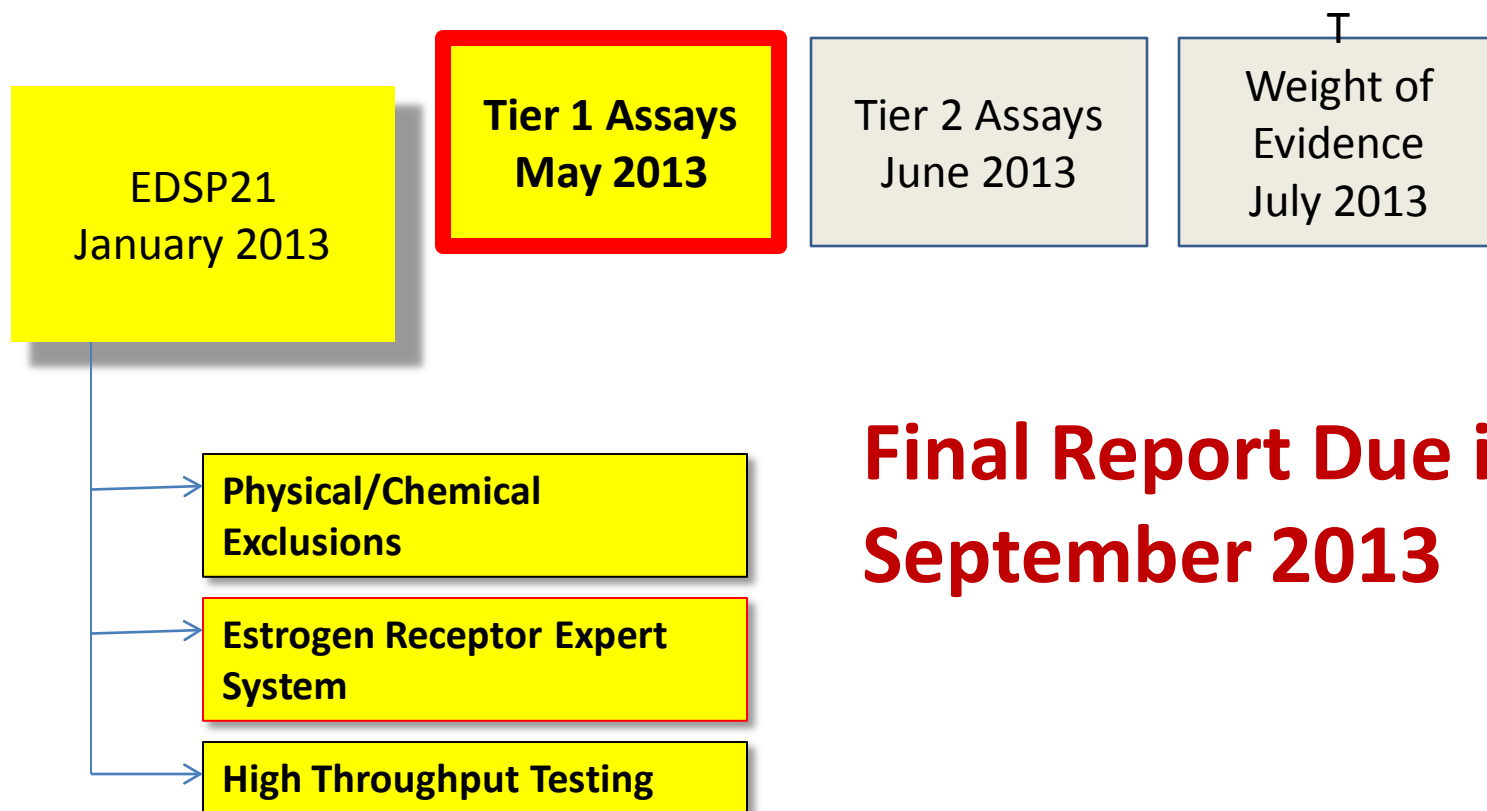 EDSP21
January 2013
Tier 1 Assays
May 2013
Tier 2 Assays
June 2013
T
Weight of
Evidence
July 2013
Physical/Chemical
Exclusions
Estrogen Receptor Expert
System
High Throughput Testing
Final Report Due i
September 2013